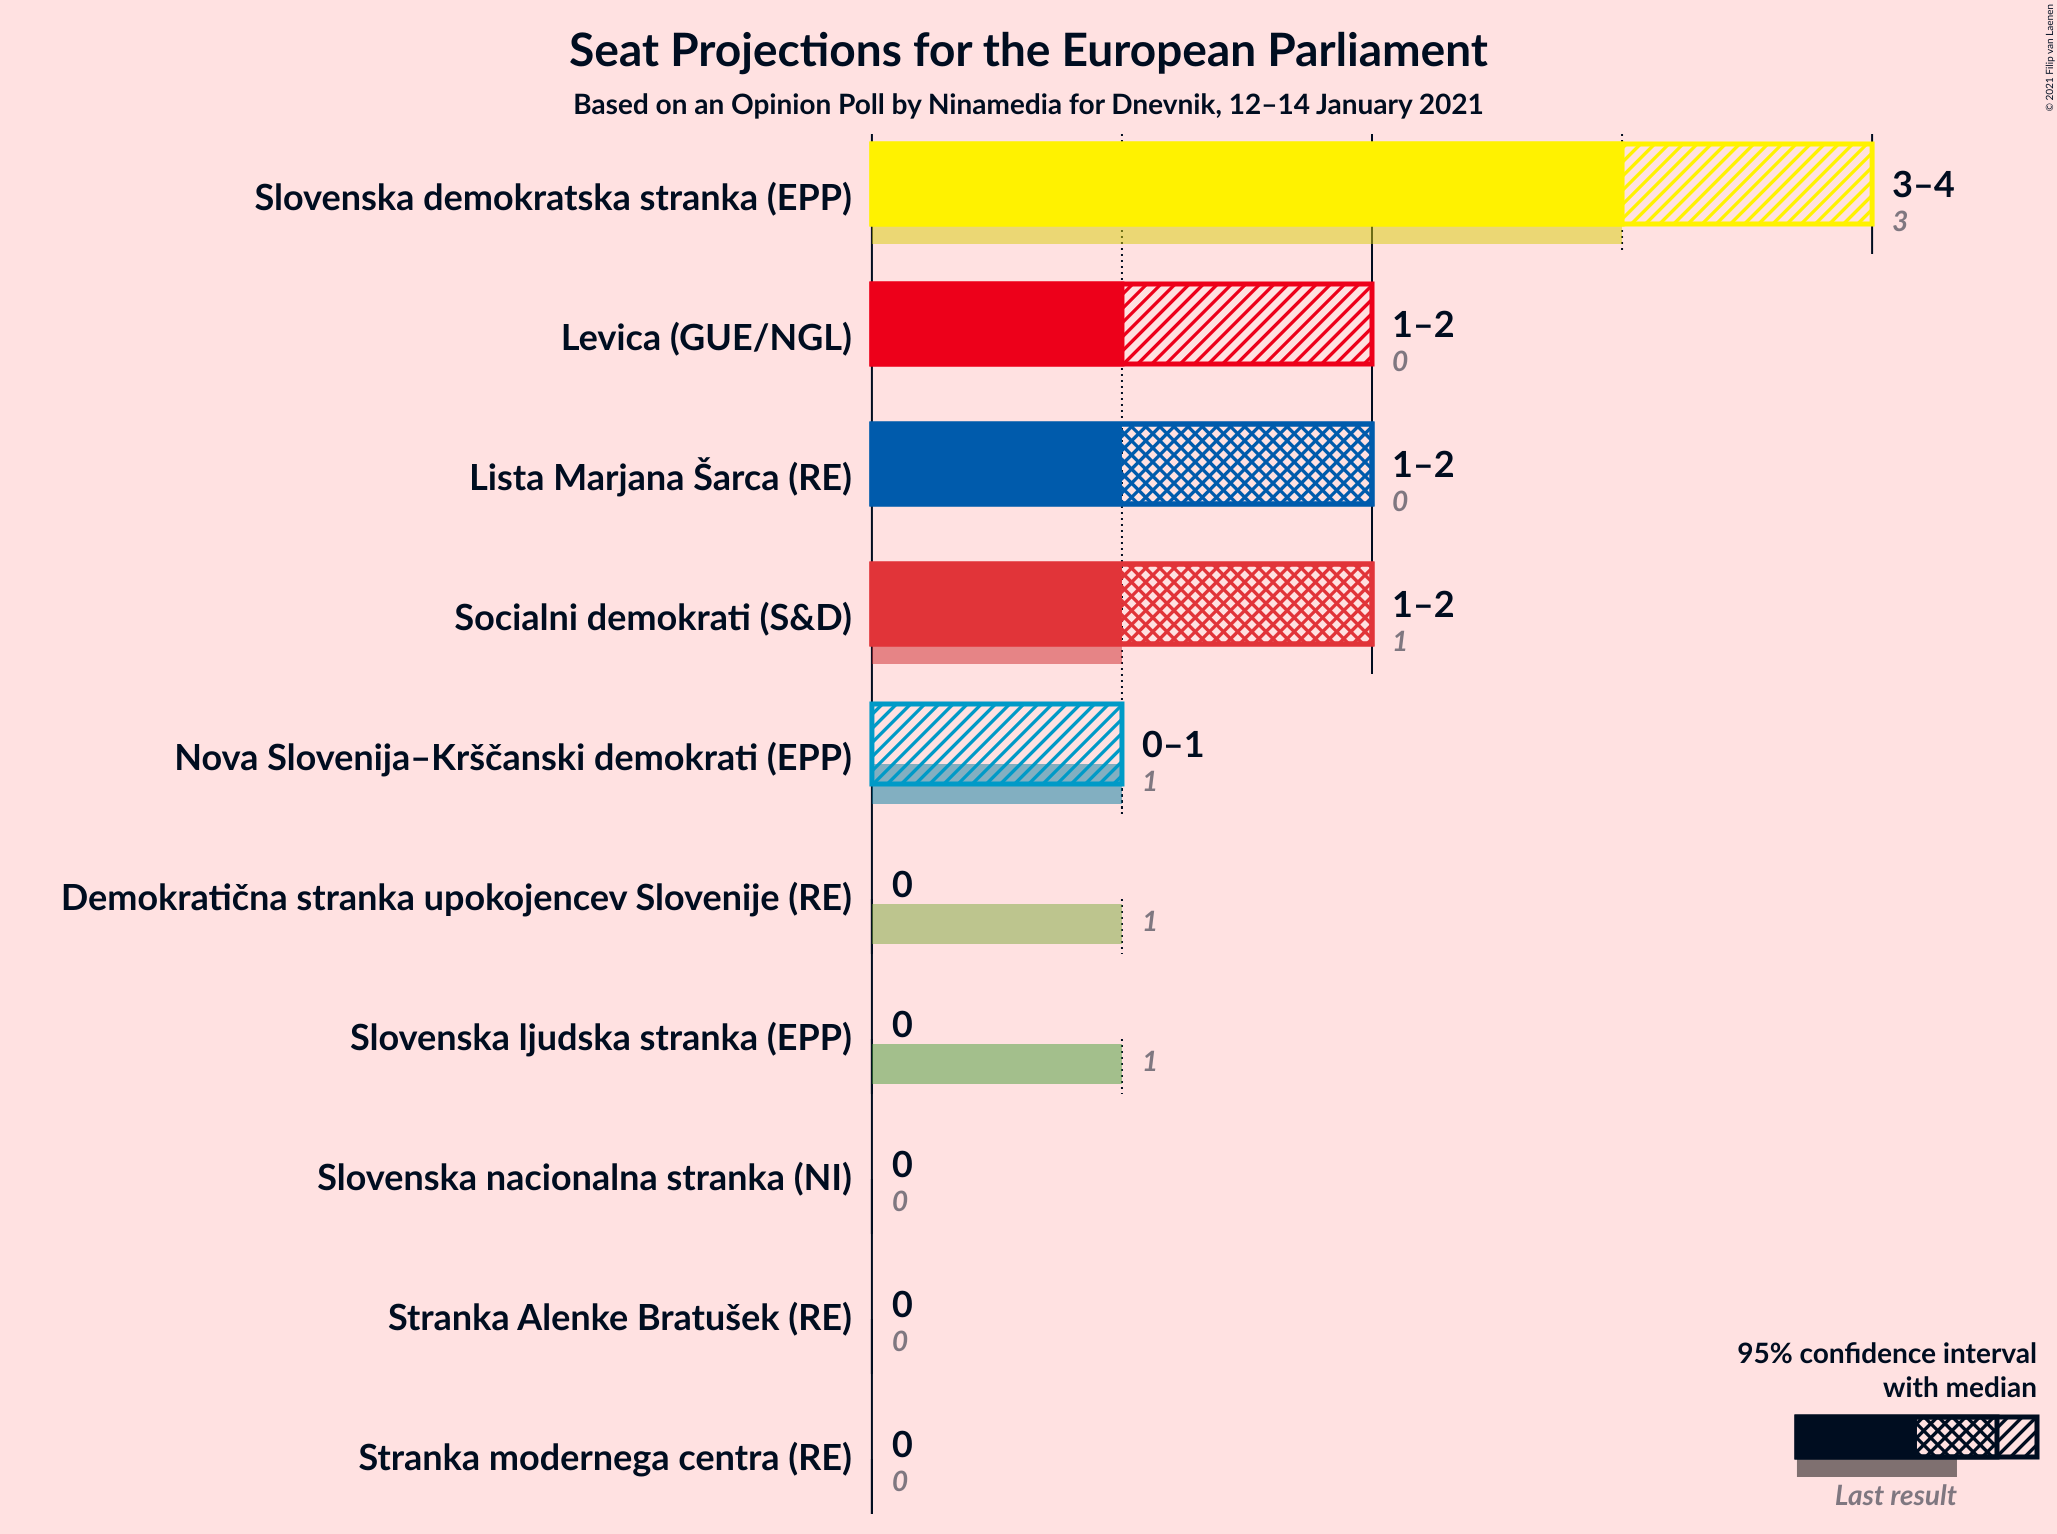 Seat Projections for the European Parliament
Based on an Opinion Poll by Ninamedia for Dnevnik, 12–14 January 2021
© 2021 Filip van Laenen
Slovenska demokratska stranka (EPP)
3–4
3
Levica (GUE/NGL)
1–2
0
Lista Marjana Šarca (RE)
1–2
0
Socialni demokrati (S&D)
1–2
1
Nova Slovenija–Krščanski demokrati (EPP)
0–1
1
Demokratična stranka upokojencev Slovenije (RE)
0
1
Slovenska ljudska stranka (EPP)
0
1
Slovenska nacionalna stranka (NI)
0
0
Stranka Alenke Bratušek (RE)
0
0
Stranka modernega centra (RE)
0
0
95% confidence interval
with median
Last result